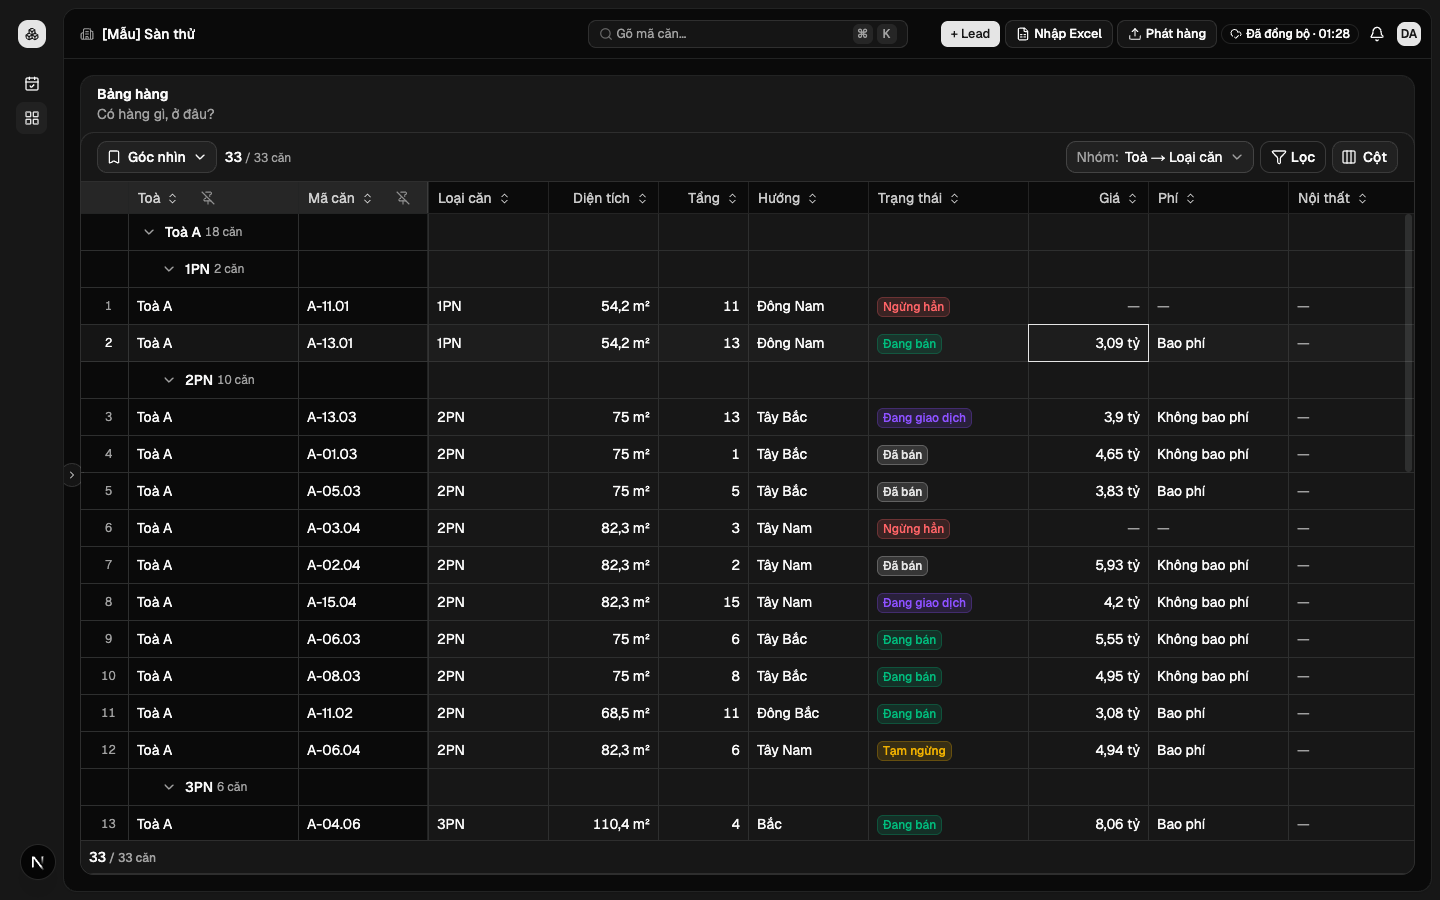 [Mẫu] Sàn thử
Gõ mã căn... ⌘ K
+ Lead
Nhập Excel
Phát hàng
Đã đồng bộ · 01:28
DA
Bảng hàng
Có hàng gì, ở đâu?
Góc nhìn 33 / 33 căn
Nhóm: Toà → Loại căn
Lọc
Cột
Toà Mã căn Loại căn Diện tích Tầng Hướng Trạng thái Giá Phí Nội thất
Toà A 18 căn
1PN 2 căn
1 Toà A A-11.01 1PN 54,2 m² 11 Đông Nam Ngừng hẳn — — —
2 Toà A A-13.01 1PN 54,2 m² 13 Đông Nam Đang bán 3,09 tỷ Bao phí —
2PN 10 căn
3 Toà A A-13.03 2PN 75 m² 13 Tây Bắc Đang giao dịch 3,9 tỷ Không bao phí —
4 Toà A A-01.03 2PN 75 m² 1 Tây Bắc Đã bán 4,65 tỷ Không bao phí —
5 Toà A A-05.03 2PN 75 m² 5 Tây Bắc Đã bán 3,83 tỷ Bao phí —
6 Toà A A-03.04 2PN 82,3 m² 3 Tây Nam Ngừng hẳn — — —
7 Toà A A-02.04 2PN 82,3 m² 2 Tây Nam Đã bán 5,93 tỷ Không bao phí —
8 Toà A A-15.04 2PN 82,3 m² 15 Tây Nam Đang giao dịch 4,2 tỷ Không bao phí —
9 Toà A A-06.03 2PN 75 m² 6 Tây Bắc Đang bán 5,55 tỷ Không bao phí —
10 Toà A A-08.03 2PN 75 m² 8 Tây Bắc Đang bán 4,95 tỷ Không bao phí —
11 Toà A A-11.02 2PN 68,5 m² 11 Đông Bắc Đang bán 3,08 tỷ Bao phí —
12 Toà A A-06.04 2PN 82,3 m² 6 Tây Nam Tạm ngừng 4,94 tỷ Bao phí —
3PN 6 căn
13 Toà A A-04.06 3PN 110,4 m² 4 Bắc Đang bán 8,06 tỷ Bao phí —
33 / 33 căn
N